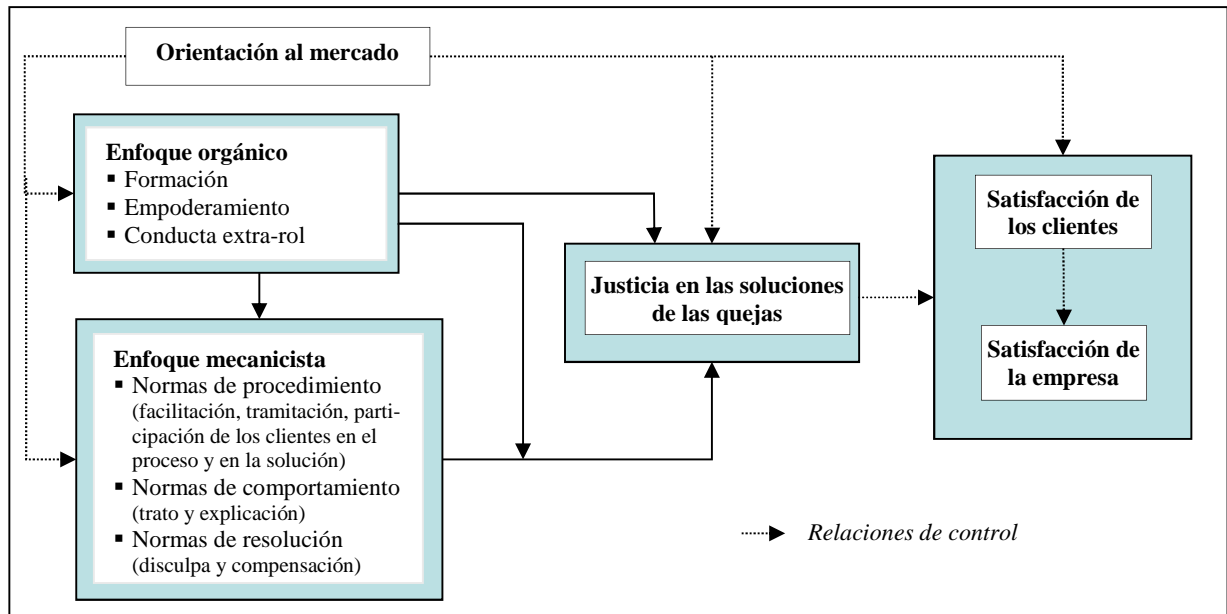 Orientación al mercado
Enfoque orgánico
▪ Formación
▪ Empoderamiento
▪ Conducta extra-rol
Enfoque mecanicista
▪ Normas de procedimiento
(facilitación, tramitación, parti-
cipación de los clientes en el
proceso y en la solución)
▪ Normas de comportamiento
(trato y explicación)
▪ Normas de resolución
(disculpa y compensación)
Justicia en las soluciones
de las quejas
Satisfacción de
los clientes
Satisfacción de
la empresa
Relaciones de control